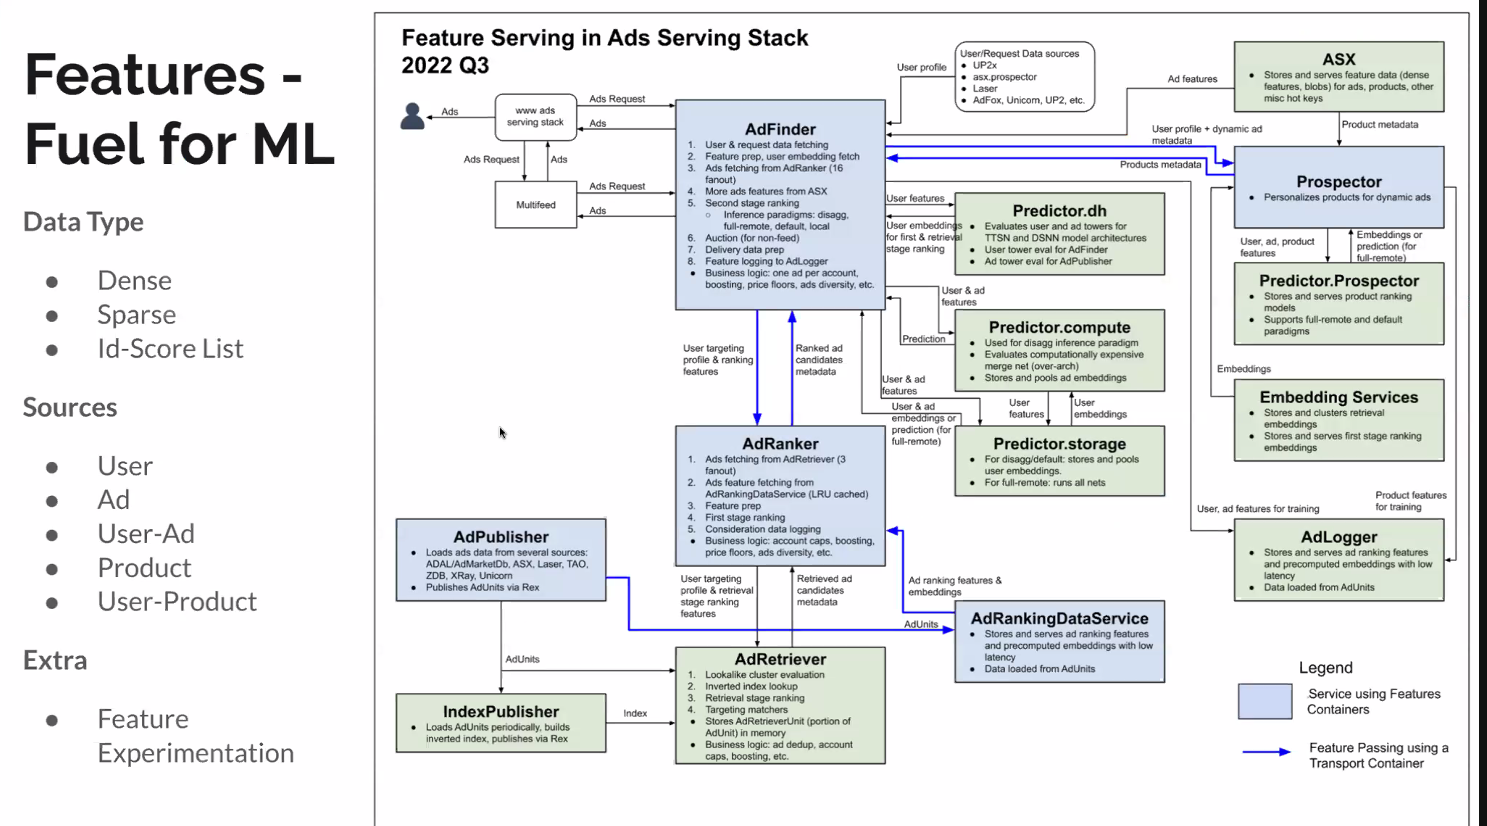 Features -
Fuel for ML
Data Type
● Dense
● Sparse
● Id-Score List
Sources
● User
● Ad
● User-Ad
● Product
● User-Product
Extra
● Feature
Experimentation
Feature Serving in Ads Serving Stack
2022 Q3
Ads
www ads
serving stack
Ads Request
Ads
Ads Request
Ads
Multifeed
Ads Request
Ads
AdFinder
1. User & request data fetching
2. Feature prep, user embedding fetch
3. Ads fetching from AdRanker (16
fanout)
4. More ads features from ASX
5. Second stage ranking
○ Inference paradigms: disagg,
full-remote, default, local
6. Auction (for non-feed)
7. Delivery data prep
8. Feature logging to AdLogger
● Business logic: one ad per account,
boosting, price floors, ads diversity, etc.
User profile
User/Request Data sources
● UP2x
● asx.prospector
● Laser
● AdFox, Unicorn, UP2, etc.
Ad features
ASX
● Stores and serves feature data (dense
features, blobs) for ads, products, other
misc hot keys
Product metadata
User profile + dynamic ad
metadata
Products metadata
Prospector
● Personalizes products for dynamic ads
User features
User embeddings
for first & retrieval
stage ranking
Predictor.dh
● Evaluates user and ad towers for
TTSN and DSNN model architectures
● User tower eval for AdFinder
● Ad tower eval for AdPublisher
User, ad, product
features
Embeddings or
prediction (for
full-remote)
Predictor.Prospector
● Stores and serves product ranking
models
● Supports full-remote and default
paradigms
User & ad
features
Prediction
Predictor.compute
● Used for disagg inference paradigm
● Evaluates computationally expensive
merge net (over-arch)
● Stores and pools ad embeddings
User targeting
profile & ranking
features
Ranked ad
candidates
metadata
User & ad
features
User & ad
embeddings or
prediction (for
full-remote)
User
features
User
embeddings
Embeddings
Embedding Services
● Stores and clusters retrieval
embeddings
● Stores and serves first stage ranking
embeddings
AdRanker
1. Ads fetching from AdRetriever (3
fanout)
2. Ads feature fetching from
AdRankingDataService (LRU cached)
3. Feature prep
4. First stage ranking
5. Consideration data logging
● Business logic: account caps, boosting,
price floors, ads diversity, etc.
Predictor.storage
● For disagg/default: stores and pools
user embeddings.
● For full-remote: runs all nets
User, ad features for training
Product features
for training
AdLogger
● Stores and serves ad ranking features
and precomputed embeddings with low
latency
● Data loaded from AdUnits
AdPublisher
● Loads ads data from several sources:
ADAL/AdMarketDb, ASX, Laser, TAO,
ZDB, XRay, Unicorn
● Publishes AdUnits via Rex
User targeting
profile & retrieval
stage ranking
features
Retrieved ad
candidates
metadata
Ad ranking features &
embeddings
AdUnits
AdRankingDataService
● Stores and serves ad ranking features
and precomputed embeddings with low
latency
● Data loaded from AdUnits
AdUnits
AdRetriever
1. Lookalike cluster evaluation
2. Inverted index lookup
3. Retrieval stage ranking
4. Targeting matchers
● Stores AdRetrieverUnit (portion of
AdUnit) in memory
● Business logic: ad dedup, account
caps, boosting, etc.
IndexPublisher
● Loads AdUnits periodically, builds
inverted index, publishes via Rex
Index
Legend
Service using Features
Containers
Feature Passing using a
Transport Container